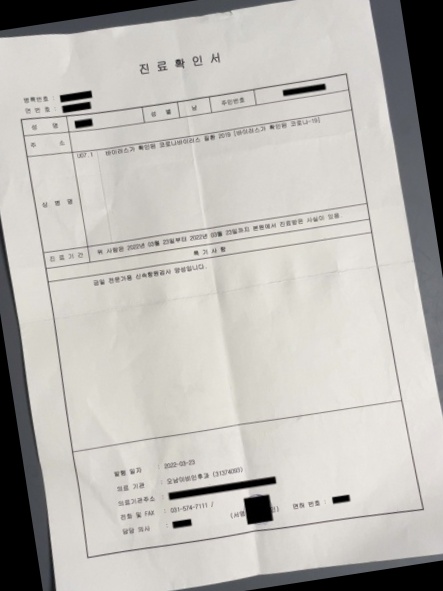 진료확인서
병록번호 :
연 번 호 :
성 명 성 별 남 주민번호
주 소
상 병 명 U07.1 바이러스가 확인된 코로나바이러스 질환 2019 [바이러스가 확인된 코로나-19]
진 료 기 간 위 사람은 2022년 03월 23일부터 2022년 03월 23일까지 본원에서 진료받은 사실이 있음
특 기 사 항
금일 전문가용 신속항원검사 양성입니다.
발행 일자 : 2022-03-23
의료 기관 : 오남이비인후과 (31374093)
의료기관주소 :
전화 및 FAX : 031-574-7111 /
담당 의사 : (서명 인) 면허 번호 :